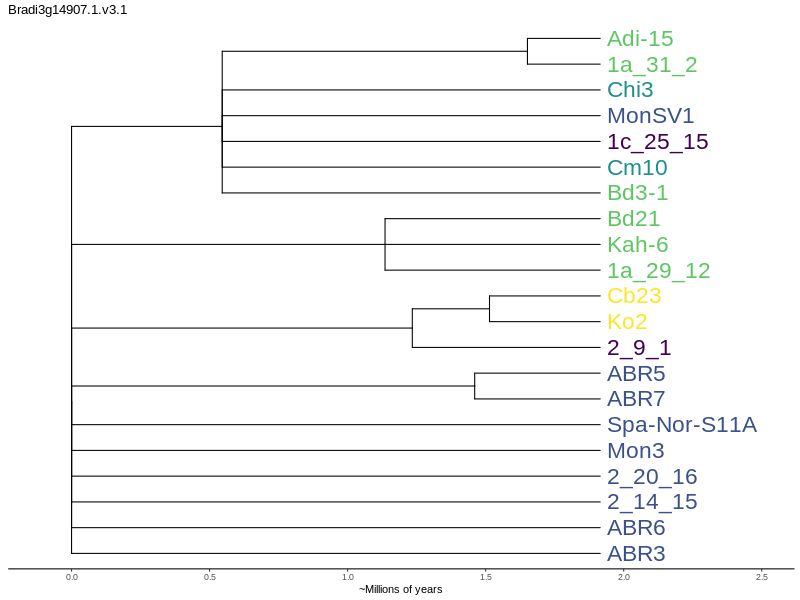 Bradi3g14907.1.v3.1
Adi-15
1a_31_2
Chi3
MonSV1
1c_25_15
Cm10
Bd3-1
Bd21
Kah-6
1a_29_12
Cb23
Ko2
2_9_1
ABR5
ABR7
Spa-Nor-S11A
Mon3
2_20_16
2_14_15
ABR6
ABR3
0.0 0.5 1.0 1.5 2.0 2.5
~Millions of years